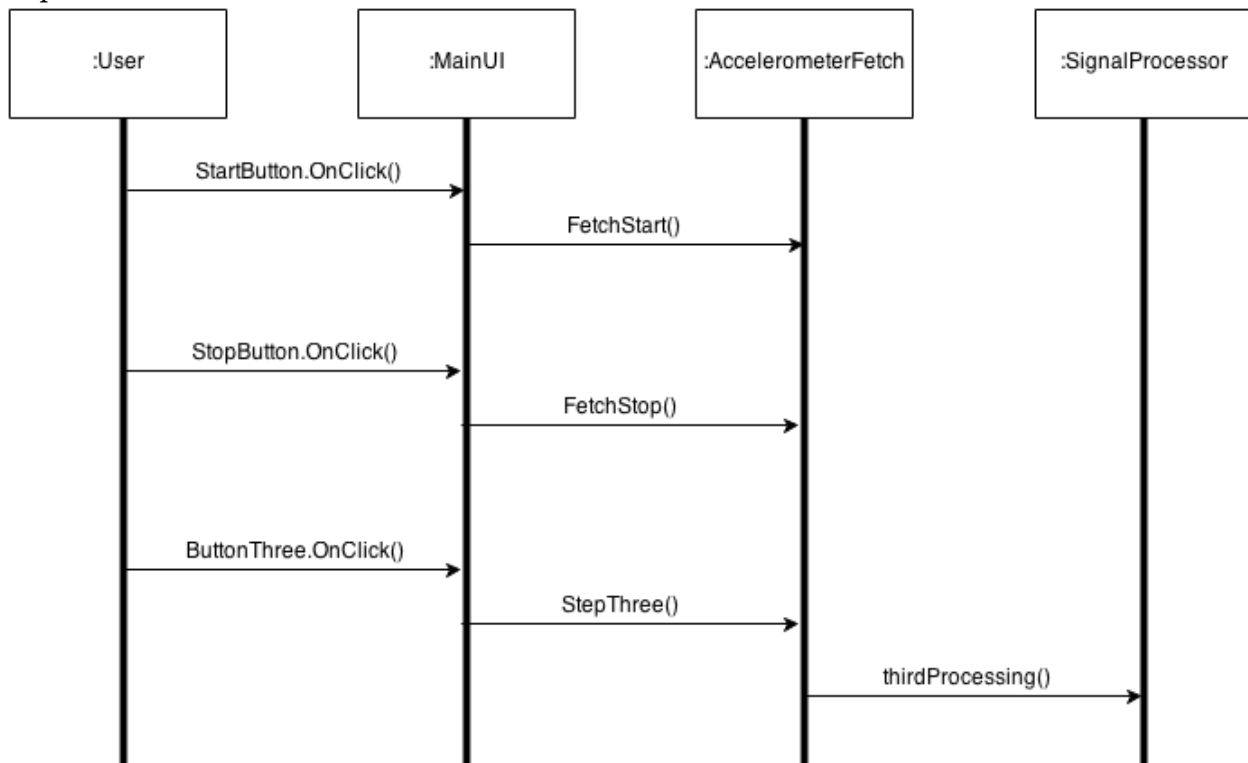 :User
:MainUI
:AccelerometerFetch
:SignalProcessor
StartButton.OnClick()
FetchStart()
StopButton.OnClick()
FetchStop()
ButtonThree.OnClick()
StepThree()
thirdProcessing()